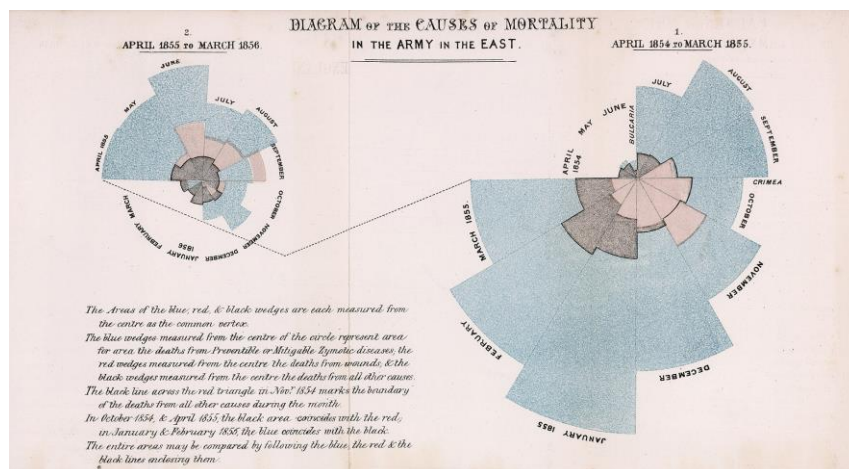 DIAGRAM OF THE CAUSES OF MORTALITY
IN THE ARMY IN THE EAST.
2.
APRIL 1855 TO MARCH 1856.
1.
APRIL 1854 TO MARCH 1855.
APRIL 1855
MAY
JUNE
JULY
AUGUST
SEPTEMBER
OCTOBER
NOVEMBER
DECEMBER
JANUARY
1856
FEBRUARY
MARCH
APRIL
1854
MAY
JUNE
BULGARIA
JULY
AUGUST
SEPTEMBER
CRIMEA
OCTOBER
NOVEMBER
DECEMBER
JANUARY 1855
FEBRUARY
MARCH 1855.
The Areas of the blue, red, & black wedges are each measured from
the centre as the common vertex.
The blue wedges measured from the centre of the circle represent area
for area the deaths from Preventible or Mitigable Zymotic diseases; the
red wedges measured from the centre the deaths from wounds; & the
black wedges measured from the centre the deaths from all other causes.
The black line across the red triangle in Novr. 1854 marks the boundary
of the deaths from all other causes during the month.
In October 1854, & April 1855, the black area coincides with the red;
in January & February 1856, the blue coincides with the black.
The entire areas may be compared by following the blue, the red & the
black lines enclosing them.